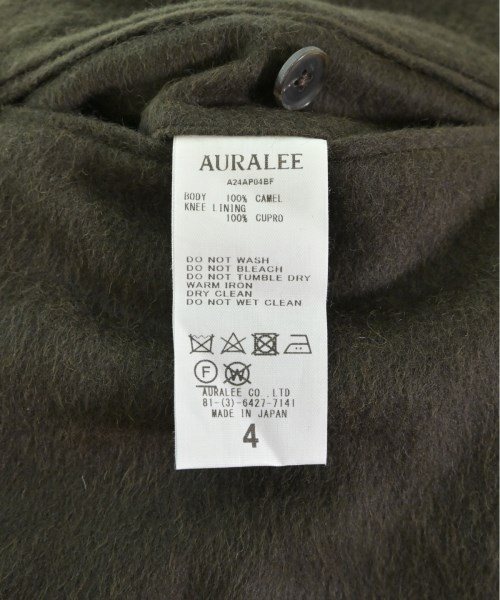 AURALEE
A24AP04BF
BODY 100% CAMEL
KNEE LINING
100% CUPRO
DO NOT WASH
DO NOT BLEACH
DO NOT TUMBLE DRY
WARM IRON
DRY CLEAN
DO NOT WET CLEAN
F W
AURALEE CO.,LTD
81-(3)-6427-7141
MADE IN JAPAN
4